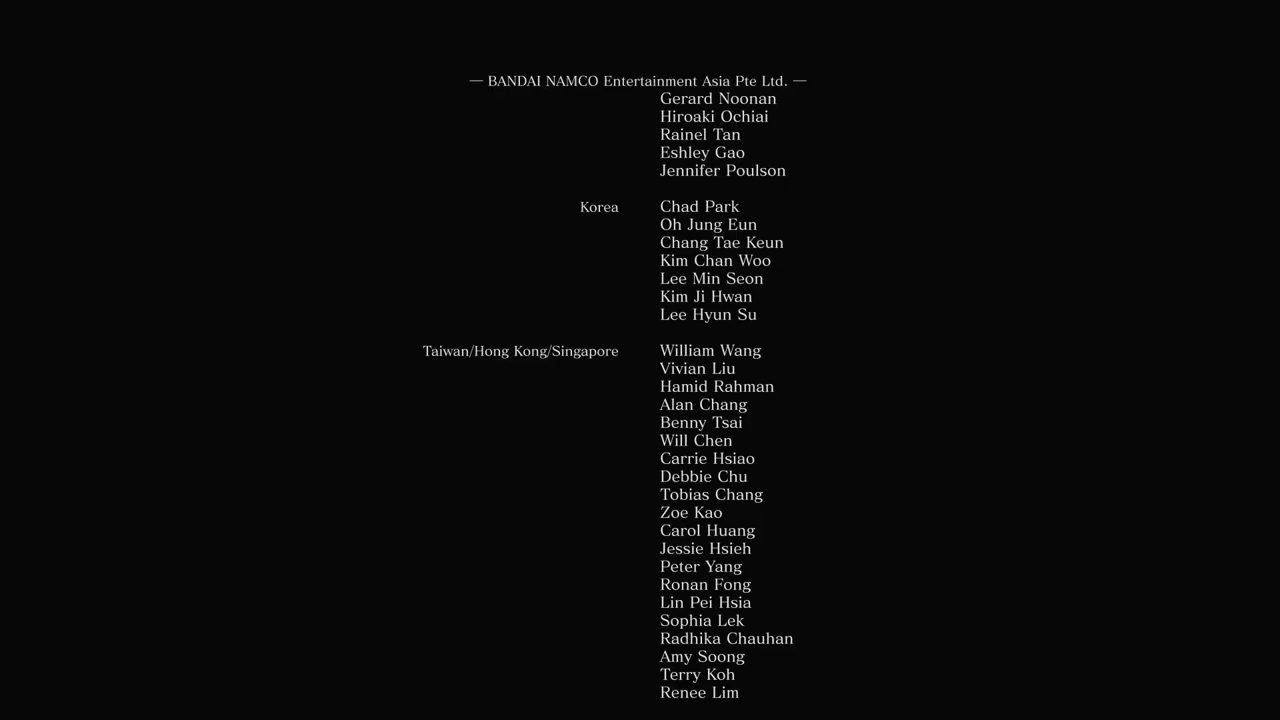 — BANDAI NAMCO Entertainment Asia Pte Ltd. —
Gerard Noonan
Hiroaki Ochiai
Rainel Tan
Eshley Gao
Jennifer Poulson
Korea Chad Park
Oh Jung Eun
Chang Tae Keun
Kim Chan Woo
Lee Min Seon
Kim Ji Hwan
Lee Hyun Su
Taiwan/Hong Kong/Singapore William Wang
Vivian Liu
Hamid Rahman
Alan Chang
Benny Tsai
Will Chen
Carrie Hsiao
Debbie Chu
Tobias Chang
Zoe Kao
Carol Huang
Jessie Hsieh
Peter Yang
Ronan Fong
Lin Pei Hsia
Sophia Lek
Radhika Chauhan
Amy Soong
Terry Koh
Renee Lim